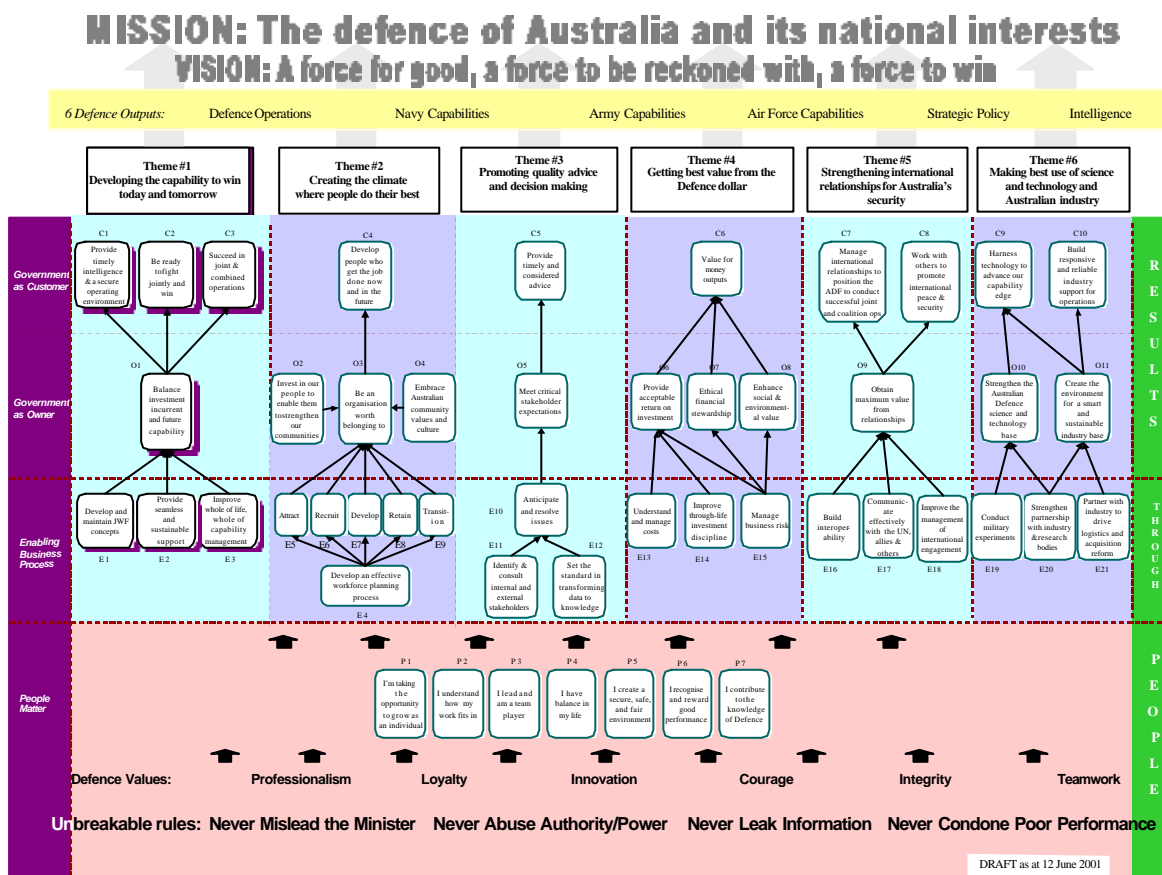 MISSION: The defence of Australia and its national interests
VISION: A force for good, a force to be reckoned with, a force to win
6 Defence Outputs:
Defence Operations
Navy Capabilities
Army Capabilities
Air Force Capabilities
Strategic Policy
Intelligence
Theme #1
Developing the capability to win
today and tomorrow
Theme #2
Creating the climate
where people do their best
Theme #3
Promoting quality advice
and decision making
Theme #4
Getting best value from the
Defence dollar
Theme #5
Strengthening international
relationships for Australia's
security
Theme #6
Making best use of science
and technology and
Australian industry
Government
as Customer
C1
Provide
timely
intelligence
& a secure
operating
environment
C2
Be ready
tofight
jointly and
win
C3
Succeed in
joint &
combined
operations
C4
Develop
people who
get the job
done now
and in the
future
C5
Provide
timely and
considered
advice
C6
Value for
money
outputs
C7
Manage
international
relationships to
position the
ADF to conduct
successful joint
and coalition ops
C8
Work with
others to
promote
international
peace &
security
C9
Harness
technology to
advance our
capability
edge
C10
Build
responsive
and reliable
industry
support for
operations
RESULTS
Government
as Owner
O1
Balance
investment
incurrent
and future
capability
O2
Invest in our
people to
enable them
tostrengthen
our
communities
O3
Be an
organisation
worth
belonging to
O4
Embrace
Australian
community
values and
culture
O5
Meet critical
stakeholder
expectations
O6
Provide
acceptable
return on
investment
O7
Ethical
financial
stewardship
O8
Enhance
social &
environment-
al value
O9
Obtain
maximum value
from
relationships
O10
Strengthen the
Australian
Defence
science and
technology
base
O11
Create the
environment
for a smart
and
sustainable
industry base
Enabling
Business
Process
Develop and
maintain JWF
concepts
E1
Provide
seamless
and
sustainable
support
E2
Improve
whole of life,
whole of
capability
management
E3
Attract
E5
Recruit
E6
Develop
E7
Retain
E8
Transit-
ion
E9
Develop an effective
workforce planning
process
E4
E10
Anticipate
and resolve
issues
E11
Identify &
consult
internal and
external
stakeholders
E12
Set the
standard in
transforming
data to
knowledge
Understand
and manage
costs
E13
Improve
through-life
investment
discipline
E14
Manage
business risk
E15
Build
interoper-
ability
E16
Communic-
ate
effectively
with the UN,
allies &
others
E17
Improve the
management
of
international
engagement
E18
Conduct
military
experiments
E19
Strengthen
partnership
with industry
&research
bodies
E20
Partner with
industry to
drive
logistics and
acquisition
reform
E21
THROUGH
People
Matter
P1
I'm taking
the
opportunity
to grow as
an individual
P2
I understand
how my
work fits in
P3
I lead and
am a team
player
P4
I have
balance in
my life
P5
I create a
secure, safe,
and fair
environment
P6
I recognise
and reward
good
performance
P7
I contribute
tothe
knowledge
of Defence
PEOPLE
Defence Values:
Professionalism
Loyalty
Innovation
Courage
Integrity
Teamwork
Unbreakable rules: Never Mislead the Minister
Never Abuse Authority/Power
Never Leak Information
Never Condone Poor Performance
DRAFT as at 12 June 2001